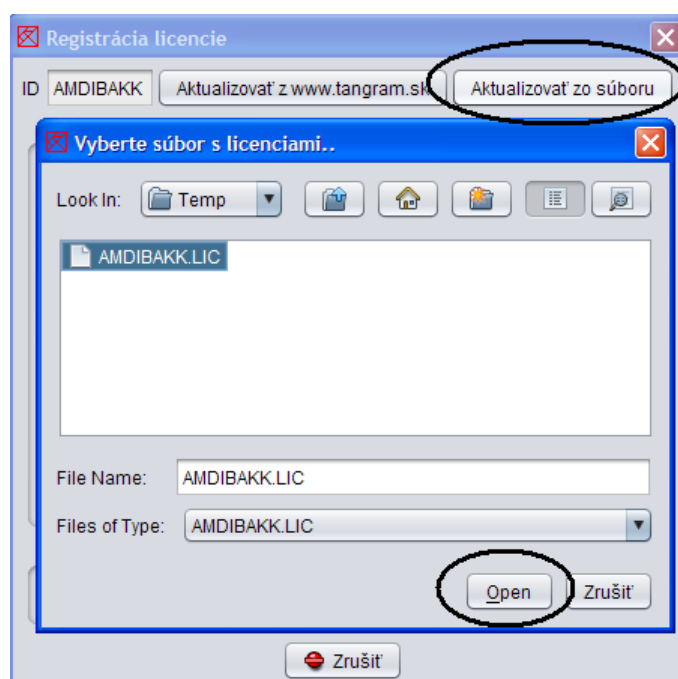 Registrácia licencie
ID AMDIBAKK Aktualizovať z www.tangram.sk Aktualizovať zo súboru
Vyberte súbor s licenciami..
Look In: Temp
AMDIBAKK.LIC
File Name: AMDIBAKK.LIC
Files of Type: AMDIBAKK.LIC
Open Zrušiť
Zrušiť